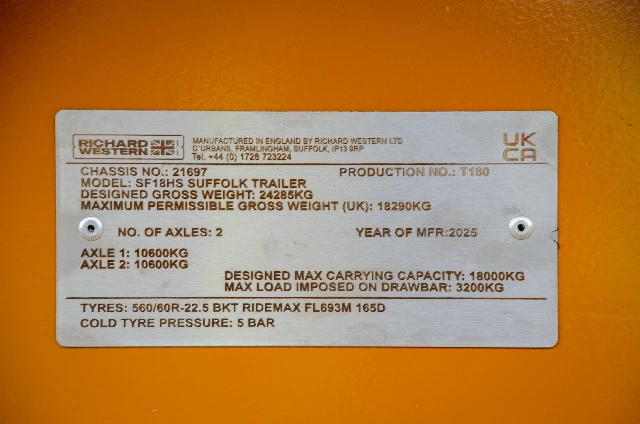 RICHARD
WESTERN
MANUFACTURED IN ENGLAND BY RICHARD WESTERN LTD
D'URBANS, FRAMLINGHAM, SUFFOLK, IP13 9RP
Tel. +44 (0) 1728 723224
UK
CA
CHASSIS NO.: 21697
PRODUCTION NO.: T180
MODEL: SF18HS SUFFOLK TRAILER
DESIGNED GROSS WEIGHT: 24285KG
MAXIMUM PERMISSIBLE GROSS WEIGHT (UK): 18290KG
NO. OF AXLES: 2
YEAR OF MFR:2025
AXLE 1: 10600KG
AXLE 2: 10600KG
DESIGNED MAX CARRYING CAPACITY: 18000KG
MAX LOAD IMPOSED ON DRAWBAR: 3200KG
TYRES: 560/60R-22.5 BKT RIDEMAX FL693M 165D
COLD TYRE PRESSURE: 5 BAR